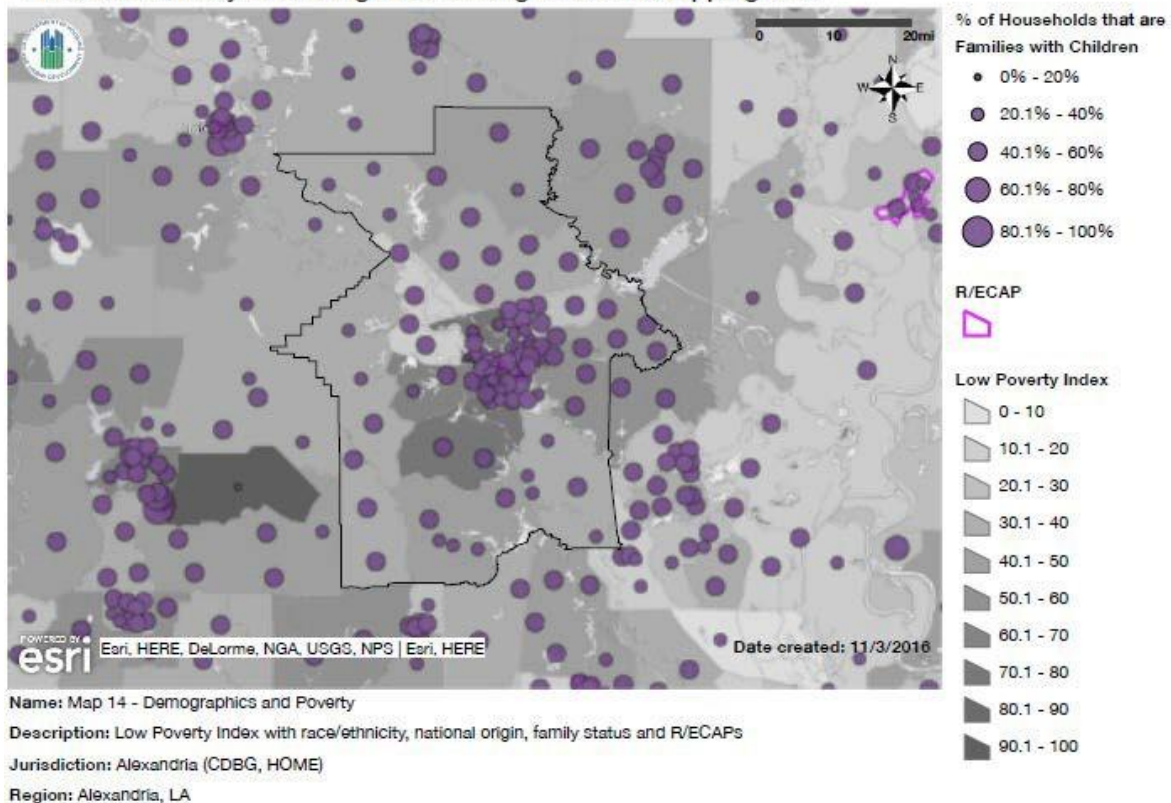 0 10 20mi
N
W E
S
% of Households that are
Families with Children
0% - 20%
20.1% - 40%
40.1% - 60%
60.1% - 80%
80.1% - 100%
R/ECAP
Low Poverty Index
0 - 10
10.1 - 20
20.1 - 30
30.1 - 40
40.1 - 50
50.1 - 60
60.1 - 70
70.1 - 80
80.1 - 90
90.1 - 100
POWERED BY
esri
Esri, HERE, DeLorme, NGA, USGS, NPS | Esri, HERE
Date created: 11/3/2016
Name: Map 14 - Demographics and Poverty
Description: Low Poverty Index with race/ethnicity, national origin, family status and R/ECAPs
Jurisdiction: Alexandria (CDBG, HOME)
Region: Alexandria, LA